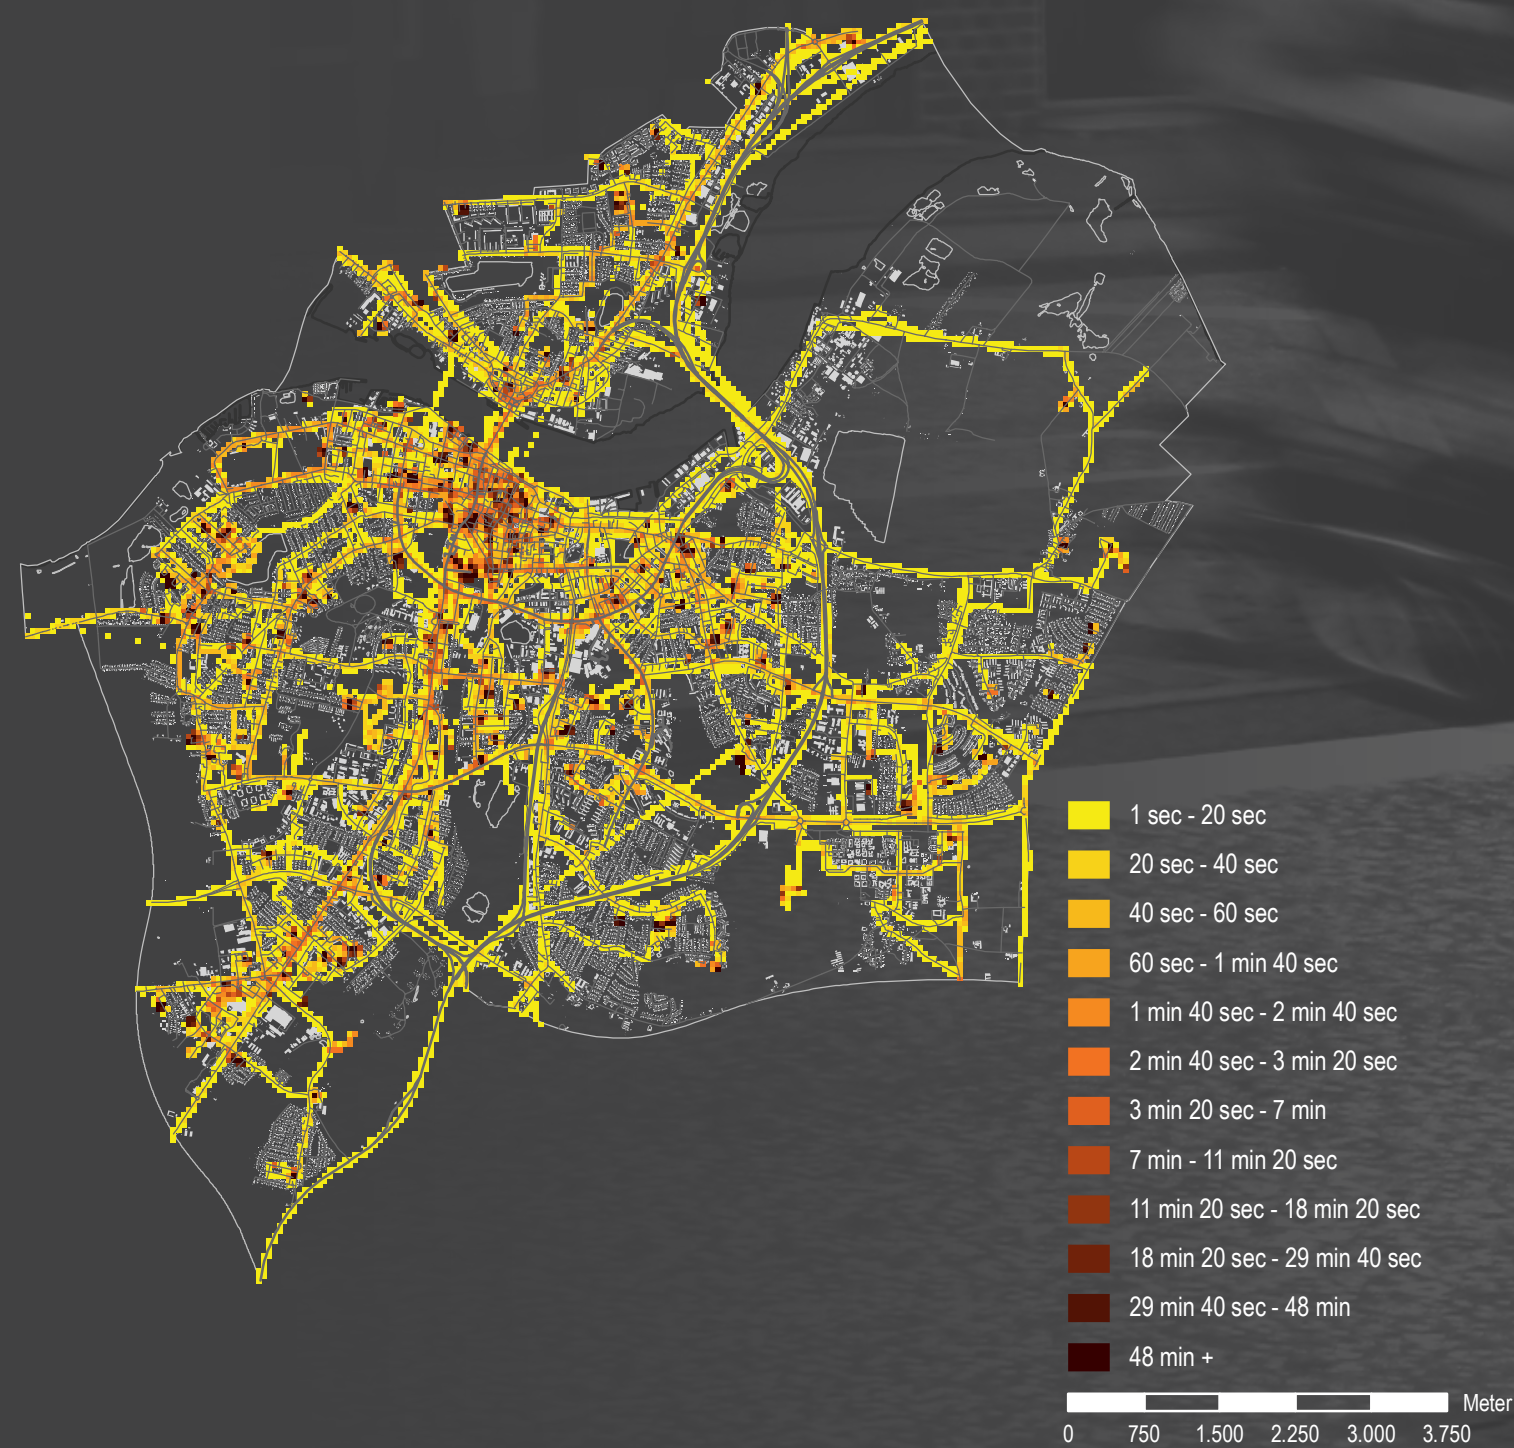 1 sec - 20 sec
20 sec - 40 sec
40 sec - 60 sec
60 sec - 1 min 40 sec
1 min 40 sec - 2 min 40 sec
2 min 40 sec - 3 min 20 sec
3 min 20 sec - 7 min
7 min - 11 min 20 sec
11 min 20 sec - 18 min 20 sec
18 min 20 sec - 29 min 40 sec
29 min 40 sec - 48 min
48 min +
Meter
0 750 1.500 2.250 3.000 3.750